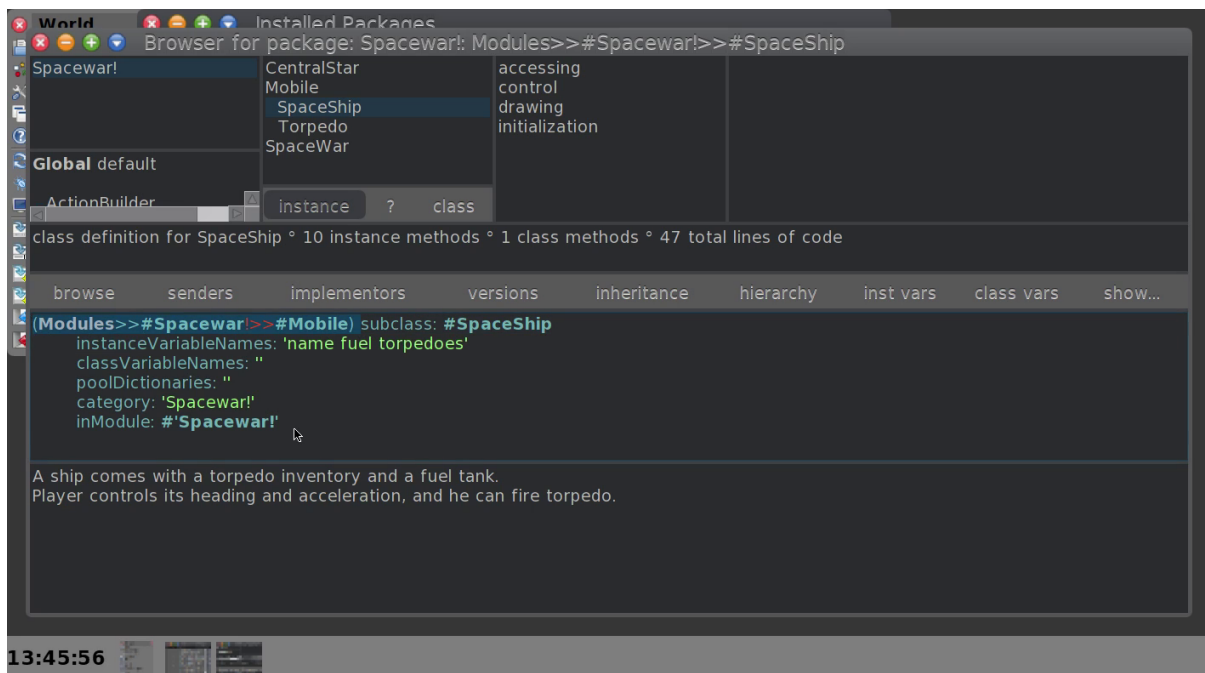 World
Installed Packages
Browser for package: Spacewar!: Modules>>#Spacewar!>>#SpaceShip
Spacewar!
Global default
ActionBuilder
CentralStar
Mobile
SpaceShip
Torpedo
SpaceWar
instance ? class
accessing
control
drawing
initialization
class definition for SpaceShip ° 10 instance methods ° 1 class methods ° 47 total lines of code
browse senders implementors versions inheritance hierarchy inst vars class vars show...
(Modules>>#Spacewar!>>#Mobile) subclass: #SpaceShip
instanceVariableNames: 'name fuel torpedoes'
classVariableNames: ''
poolDictionaries: ''
category: 'Spacewar!'
inModule: #'Spacewar!'
A ship comes with a torpedo inventory and a fuel tank.
Player controls its heading and acceleration, and he can fire torpedo.
13:45:56